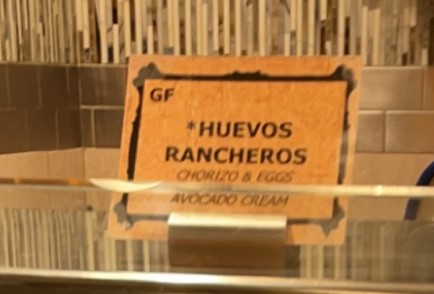 GF
*HUEVOS
RANCHEROS
CHORIZO & EGGS
AVOCADO CREAM